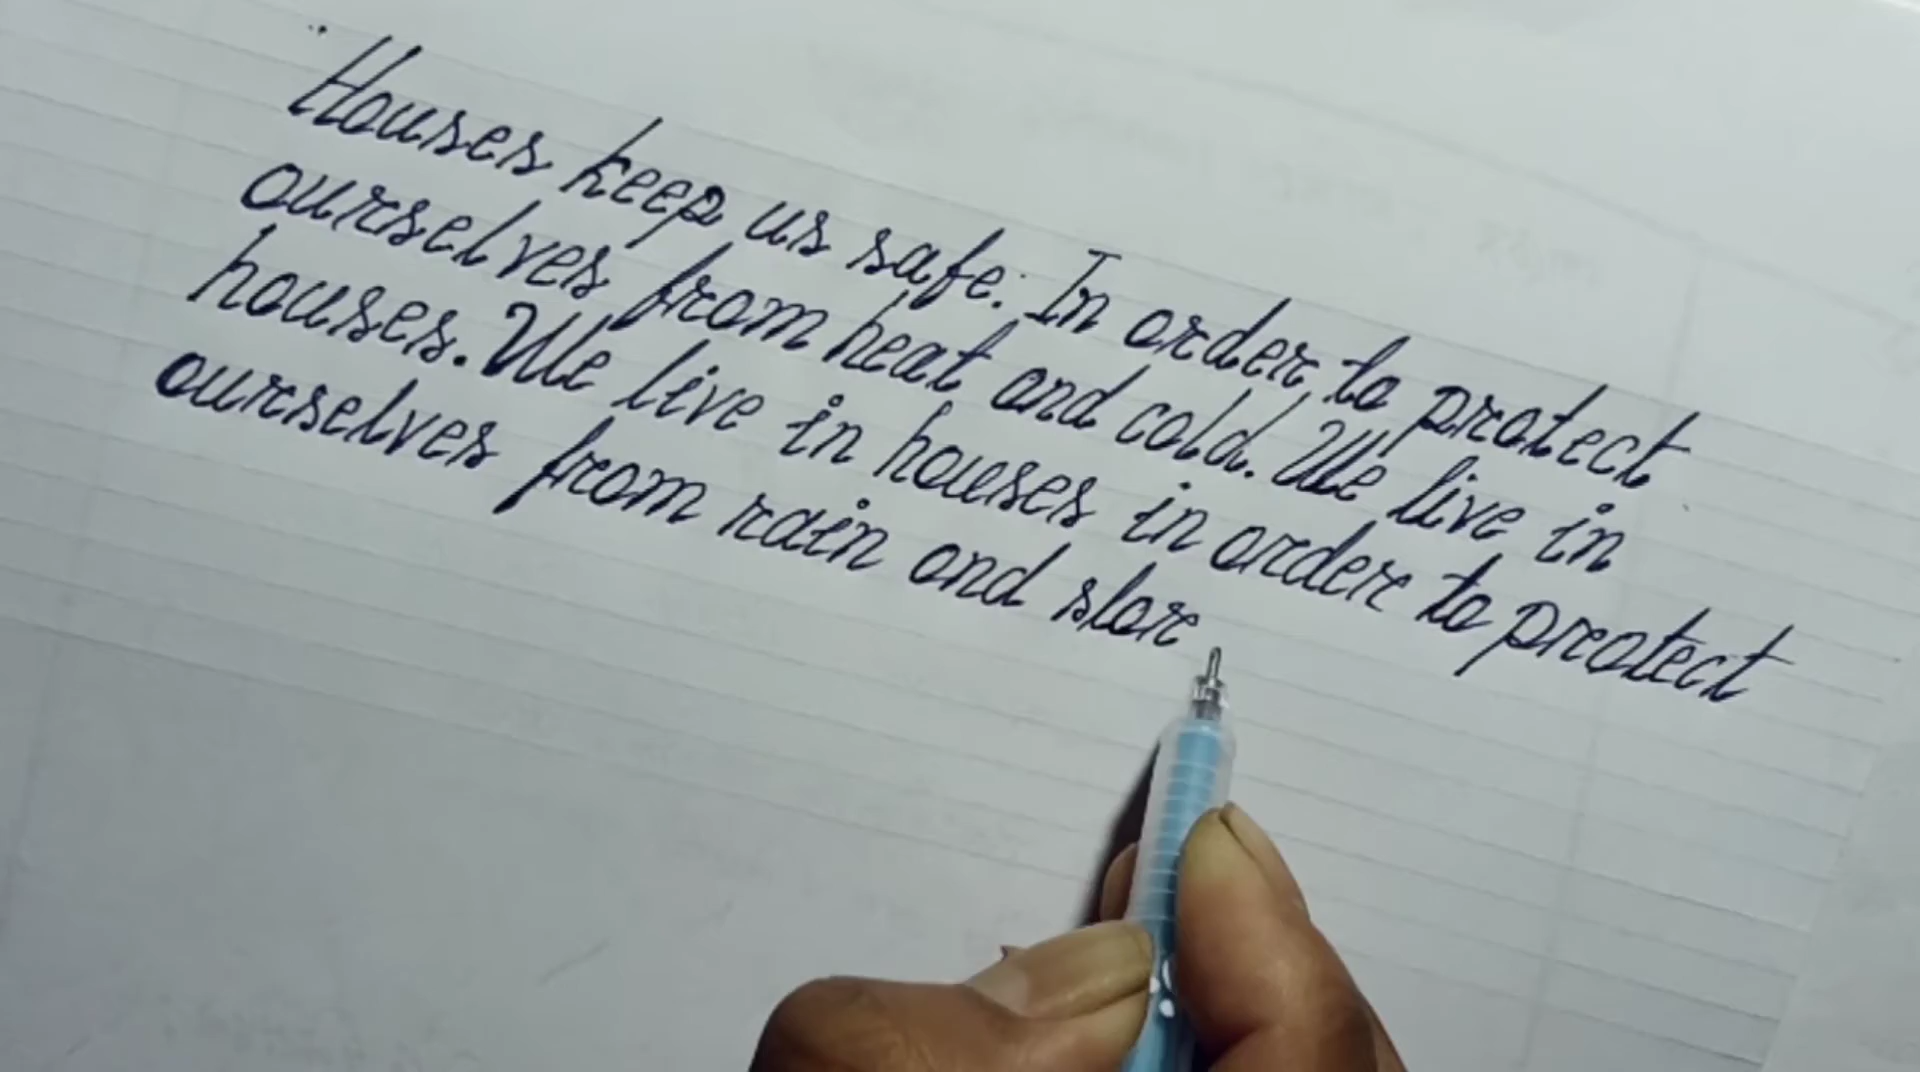 Houses keep us safe. In order to protect
ourselves from heat and cold. We live in
houses. We live in houses in order to protect
ourselves from rain and slor